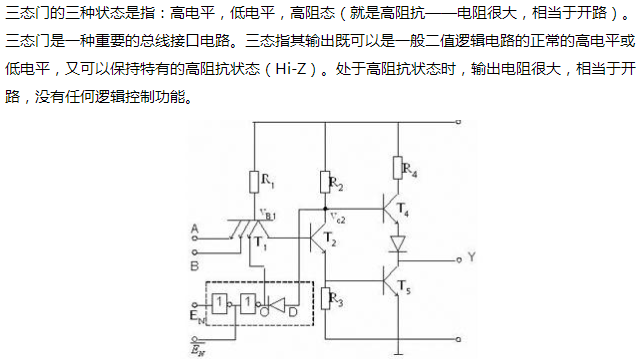 三态门的三种状态是指：高电平，低电平，高阻态（就是高阻抗——电阻很大，相当于开路）。
三态门是一种重要的总线接口电路。三态指其输出既可以是一般二值逻辑电路的正常的高电平或
低电平，又可以保持特有的高阻抗状态（Hi-Z）。处于高阻抗状态时，输出电阻很大，相当于开
路，没有任何逻辑控制功能。
R1
R2
R4
vB1
vc2
T4
A
T1
T2
B
Y
T5
1
1
C
D
R3
EN
EN